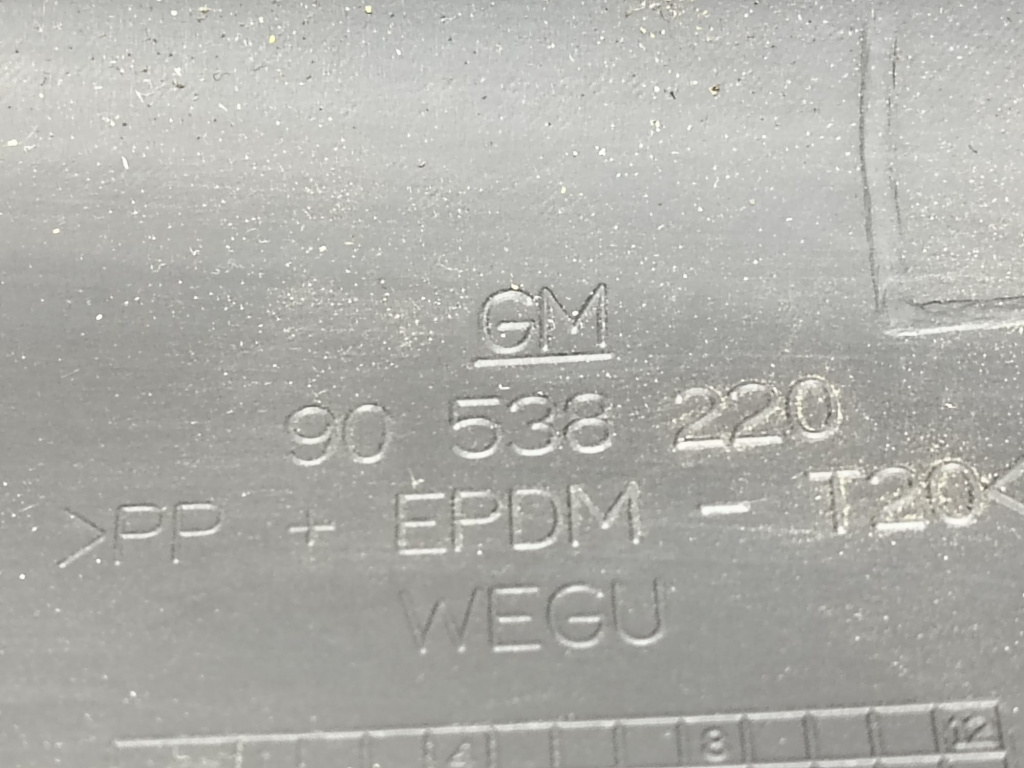 GM
90 538 220
>PP + EPDM - T20<
WEGU
4 8 12